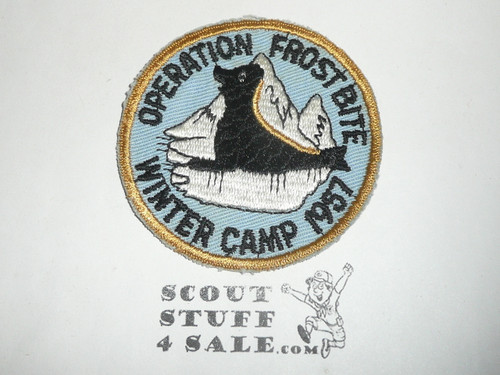 OPERATION FROST BITE
WINTER CAMP 1957
SCOUT
STUFF
4 SALE.com